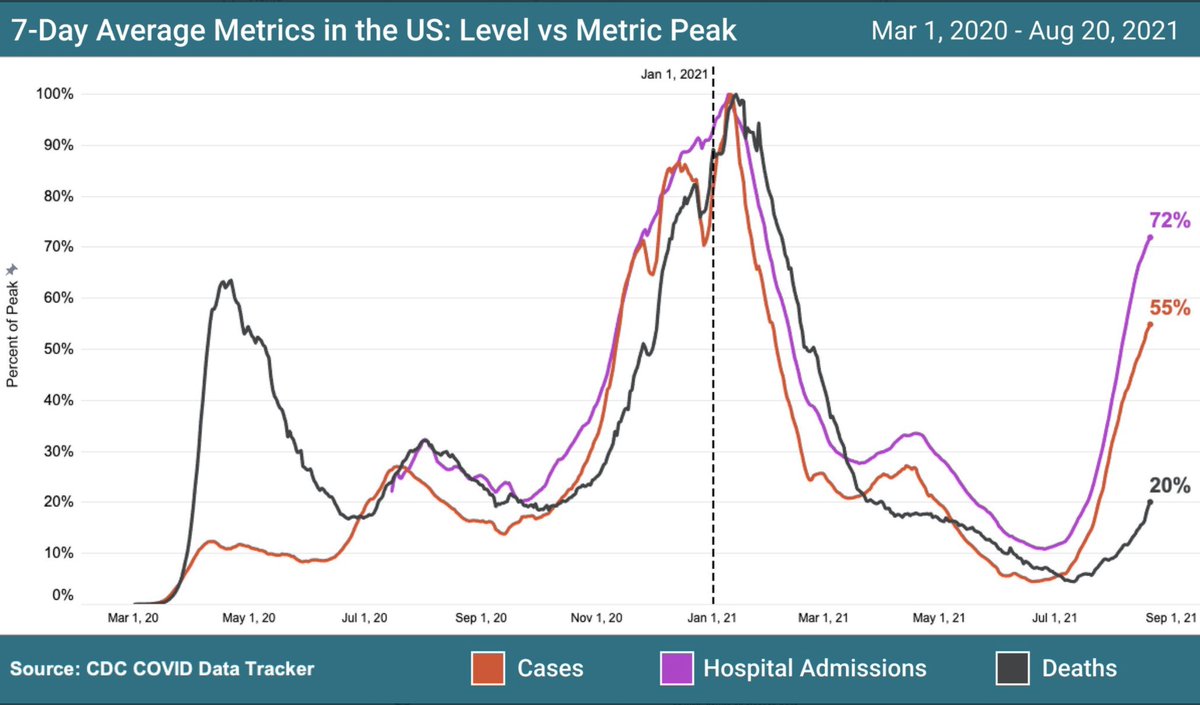 7-Day Average Metrics in the US: Level vs Metric Peak
Mar 1, 2020 - Aug 20, 2021
Jan 1, 2021
Percent of Peak
100%
90%
80%
70%
60%
50%
40%
30%
20%
10%
0%
72%
55%
20%
Mar 1, 20
May 1, 20
Jul 1, 20
Sep 1, 20
Nov 1, 20
Jan 1, 21
Mar 1, 21
May 1, 21
Jul 1, 21
Sep 1, 21
Source: CDC COVID Data Tracker
Cases
Hospital Admissions
Deaths